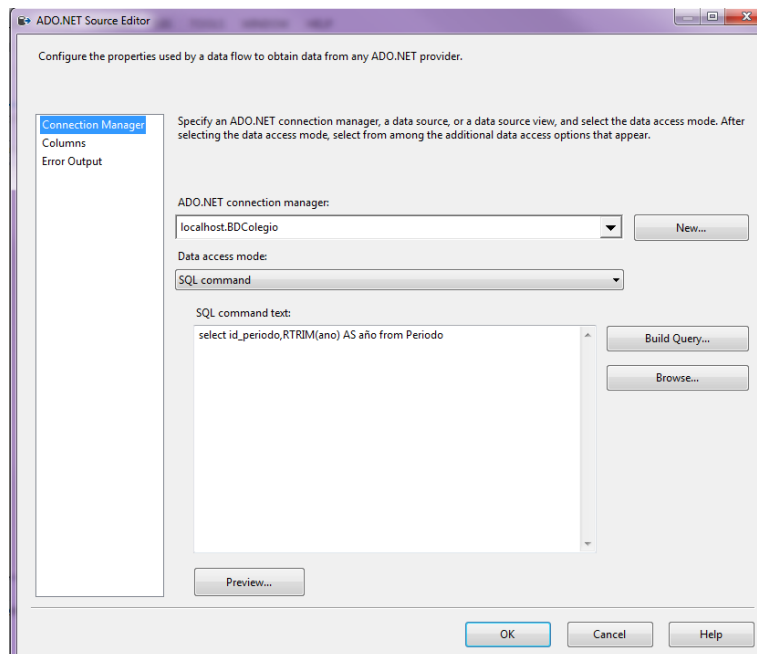 ADO.NET Source Editor
Configure the properties used by a data flow to obtain data from any ADO.NET provider.
Connection Manager
Columns
Error Output
Specify an ADO.NET connection manager, a data source, or a data source view, and select the data access mode. After
selecting the data access mode, select from among the additional data access options that appear.
ADO.NET connection manager:
localhost.BDColegio
New...
Data access mode:
SQL command
SQL command text:
select id_periodo,RTRIM(ano) AS año from Periodo
Build Query...
Browse...
Preview...
OK
Cancel
Help